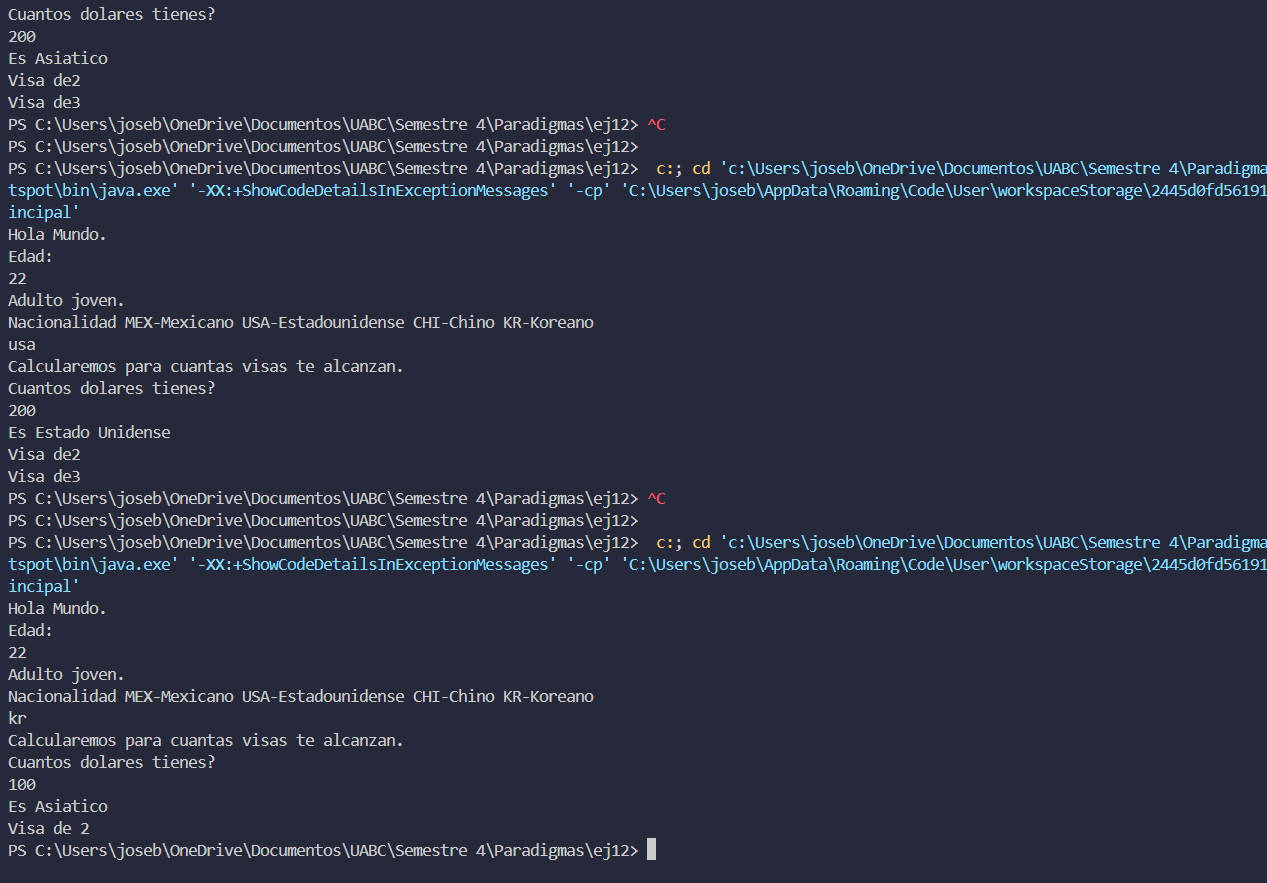 Cuantos dolares tienes?
200
Es Asiatico
Visa de2
Visa de3
PS C:\Users\joseb\OneDrive\Documentos\UABC\Semestre 4\Paradigmas\ej12> ^C
PS C:\Users\joseb\OneDrive\Documentos\UABC\Semestre 4\Paradigmas\ej12>
PS C:\Users\joseb\OneDrive\Documentos\UABC\Semestre 4\Paradigmas\ej12>  c:; cd 'c:\Users\joseb\OneDrive\Documentos\UABC\Semestre 4\Paradigma
tspot\bin\java.exe' '-XX:+ShowCodeDetailsInExceptionMessages' '-cp' 'C:\Users\joseb\AppData\Roaming\Code\User\workspaceStorage\2445d0fd56191
incipal'
Hola Mundo.
Edad:
22
Adulto joven.
Nacionalidad MEX-Mexicano USA-Estadounidense CHI-Chino KR-Koreano
usa
Calcularemos para cuantas visas te alcanzan.
Cuantos dolares tienes?
200
Es Estado Unidense
Visa de2
Visa de3
PS C:\Users\joseb\OneDrive\Documentos\UABC\Semestre 4\Paradigmas\ej12> ^C
PS C:\Users\joseb\OneDrive\Documentos\UABC\Semestre 4\Paradigmas\ej12>
PS C:\Users\joseb\OneDrive\Documentos\UABC\Semestre 4\Paradigmas\ej12>  c:; cd 'c:\Users\joseb\OneDrive\Documentos\UABC\Semestre 4\Paradigma
tspot\bin\java.exe' '-XX:+ShowCodeDetailsInExceptionMessages' '-cp' 'C:\Users\joseb\AppData\Roaming\Code\User\workspaceStorage\2445d0fd56191
incipal'
Hola Mundo.
Edad:
22
Adulto joven.
Nacionalidad MEX-Mexicano USA-Estadounidense CHI-Chino KR-Koreano
kr
Calcularemos para cuantas visas te alcanzan.
Cuantos dolares tienes?
100
Es Asiatico
Visa de 2
PS C:\Users\joseb\OneDrive\Documentos\UABC\Semestre 4\Paradigmas\ej12>